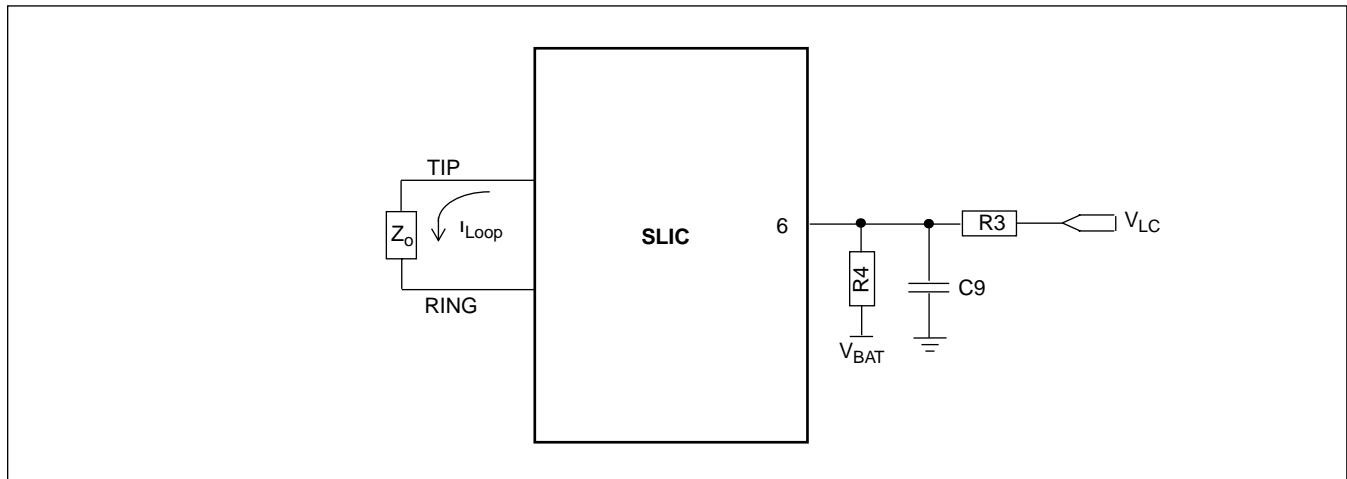 TIP
Zo
ILoop
RING
SLIC
6
R3
VLC
R4
C9
VBAT